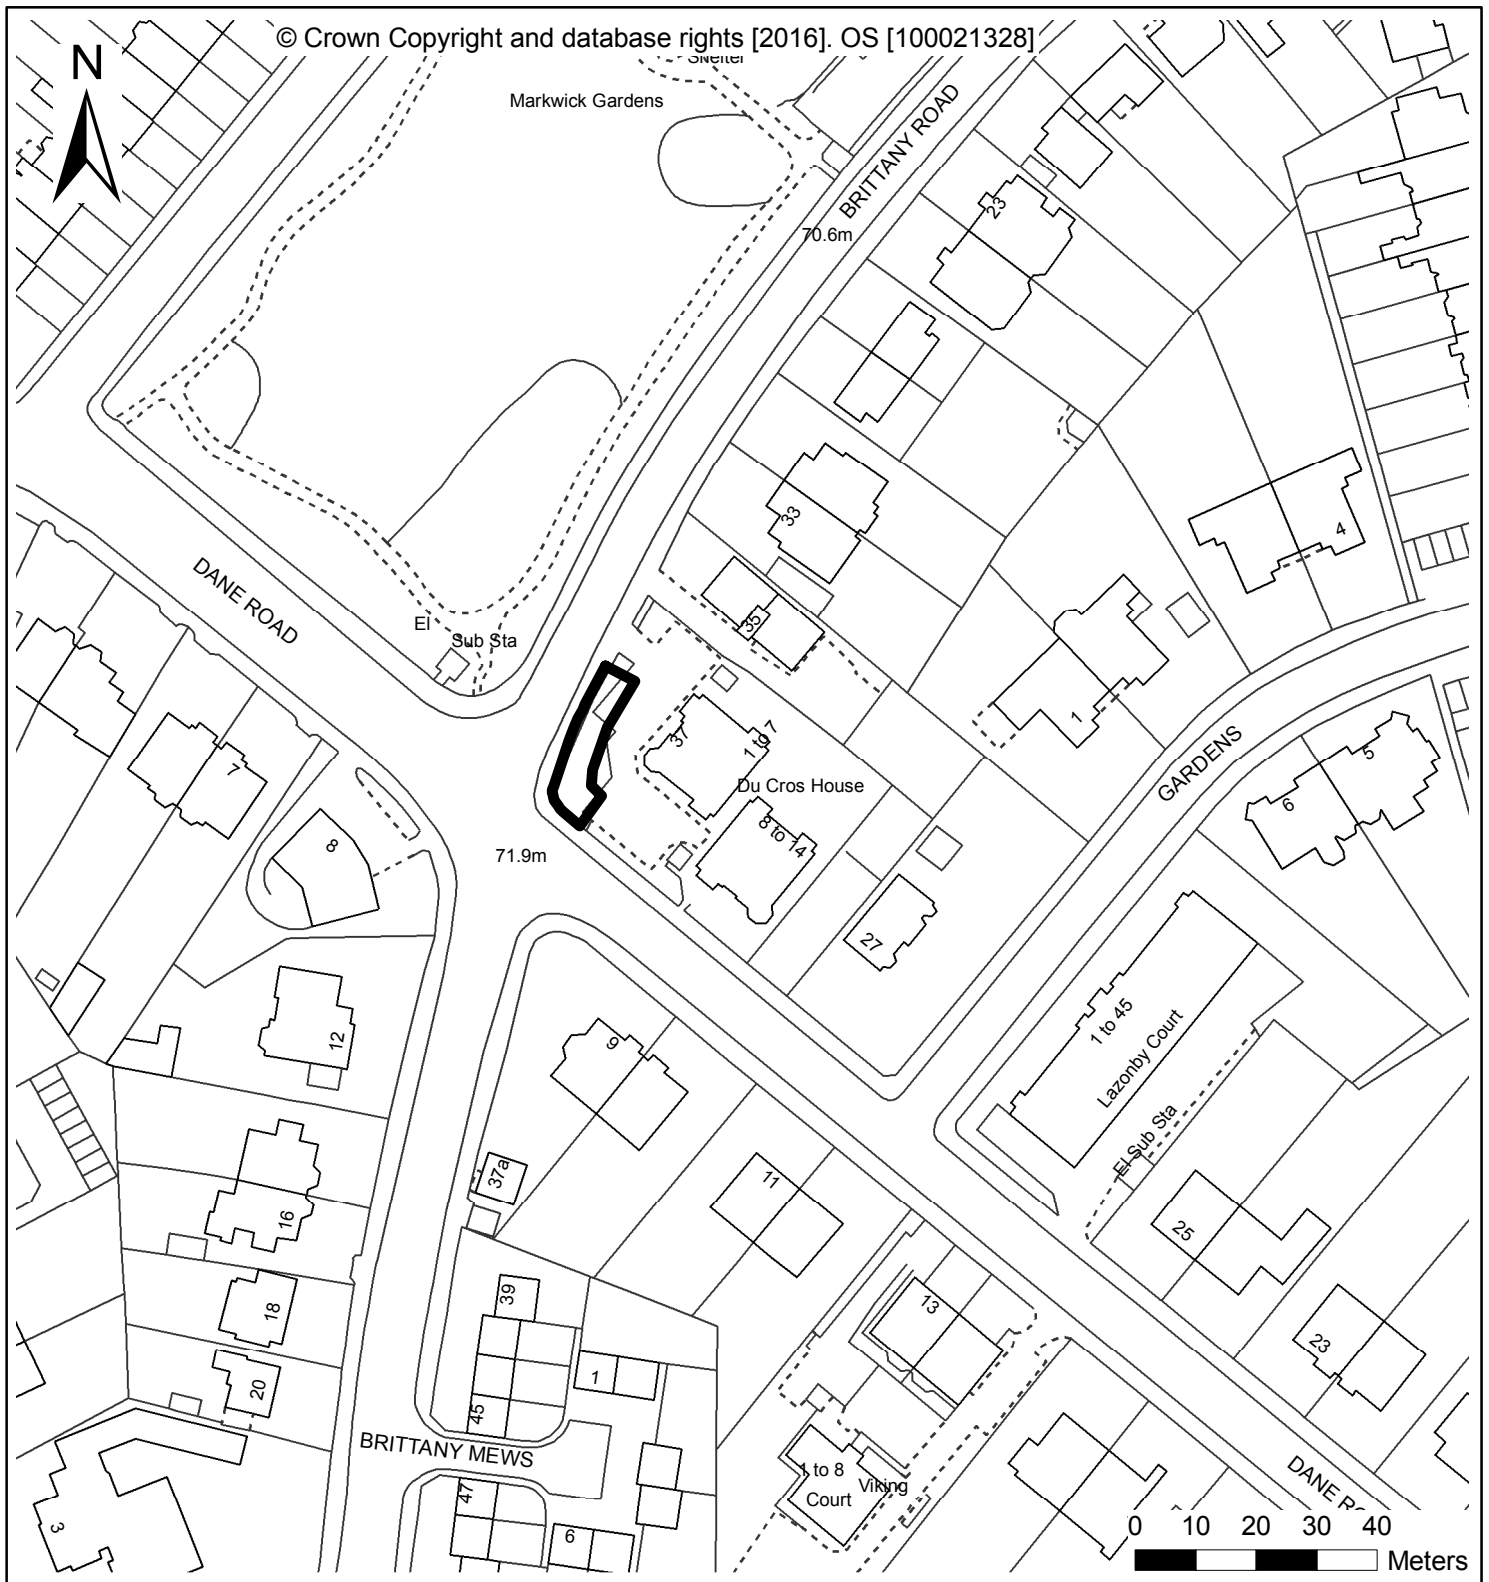 © Crown Copyright and database rights [2016]. OS [100021328]
N
Shelter
Markwick Gardens
BRITTANY ROAD
23
70.6m
33
4
DANE ROAD
El
Sub Sta
35
37
1 to 7
1
Du Cros House
GARDENS
5
6
7
8
8 to 14
71.9m
27
12
9
1 to 45
Lazonby Court
El Sub Sta
37a
11
16
25
39
18
13
23
20
1
45
BRITTANY MEWS
1 to 8
Viking
Court
47
6
3
DANE
0 10 20 30 40
Meters